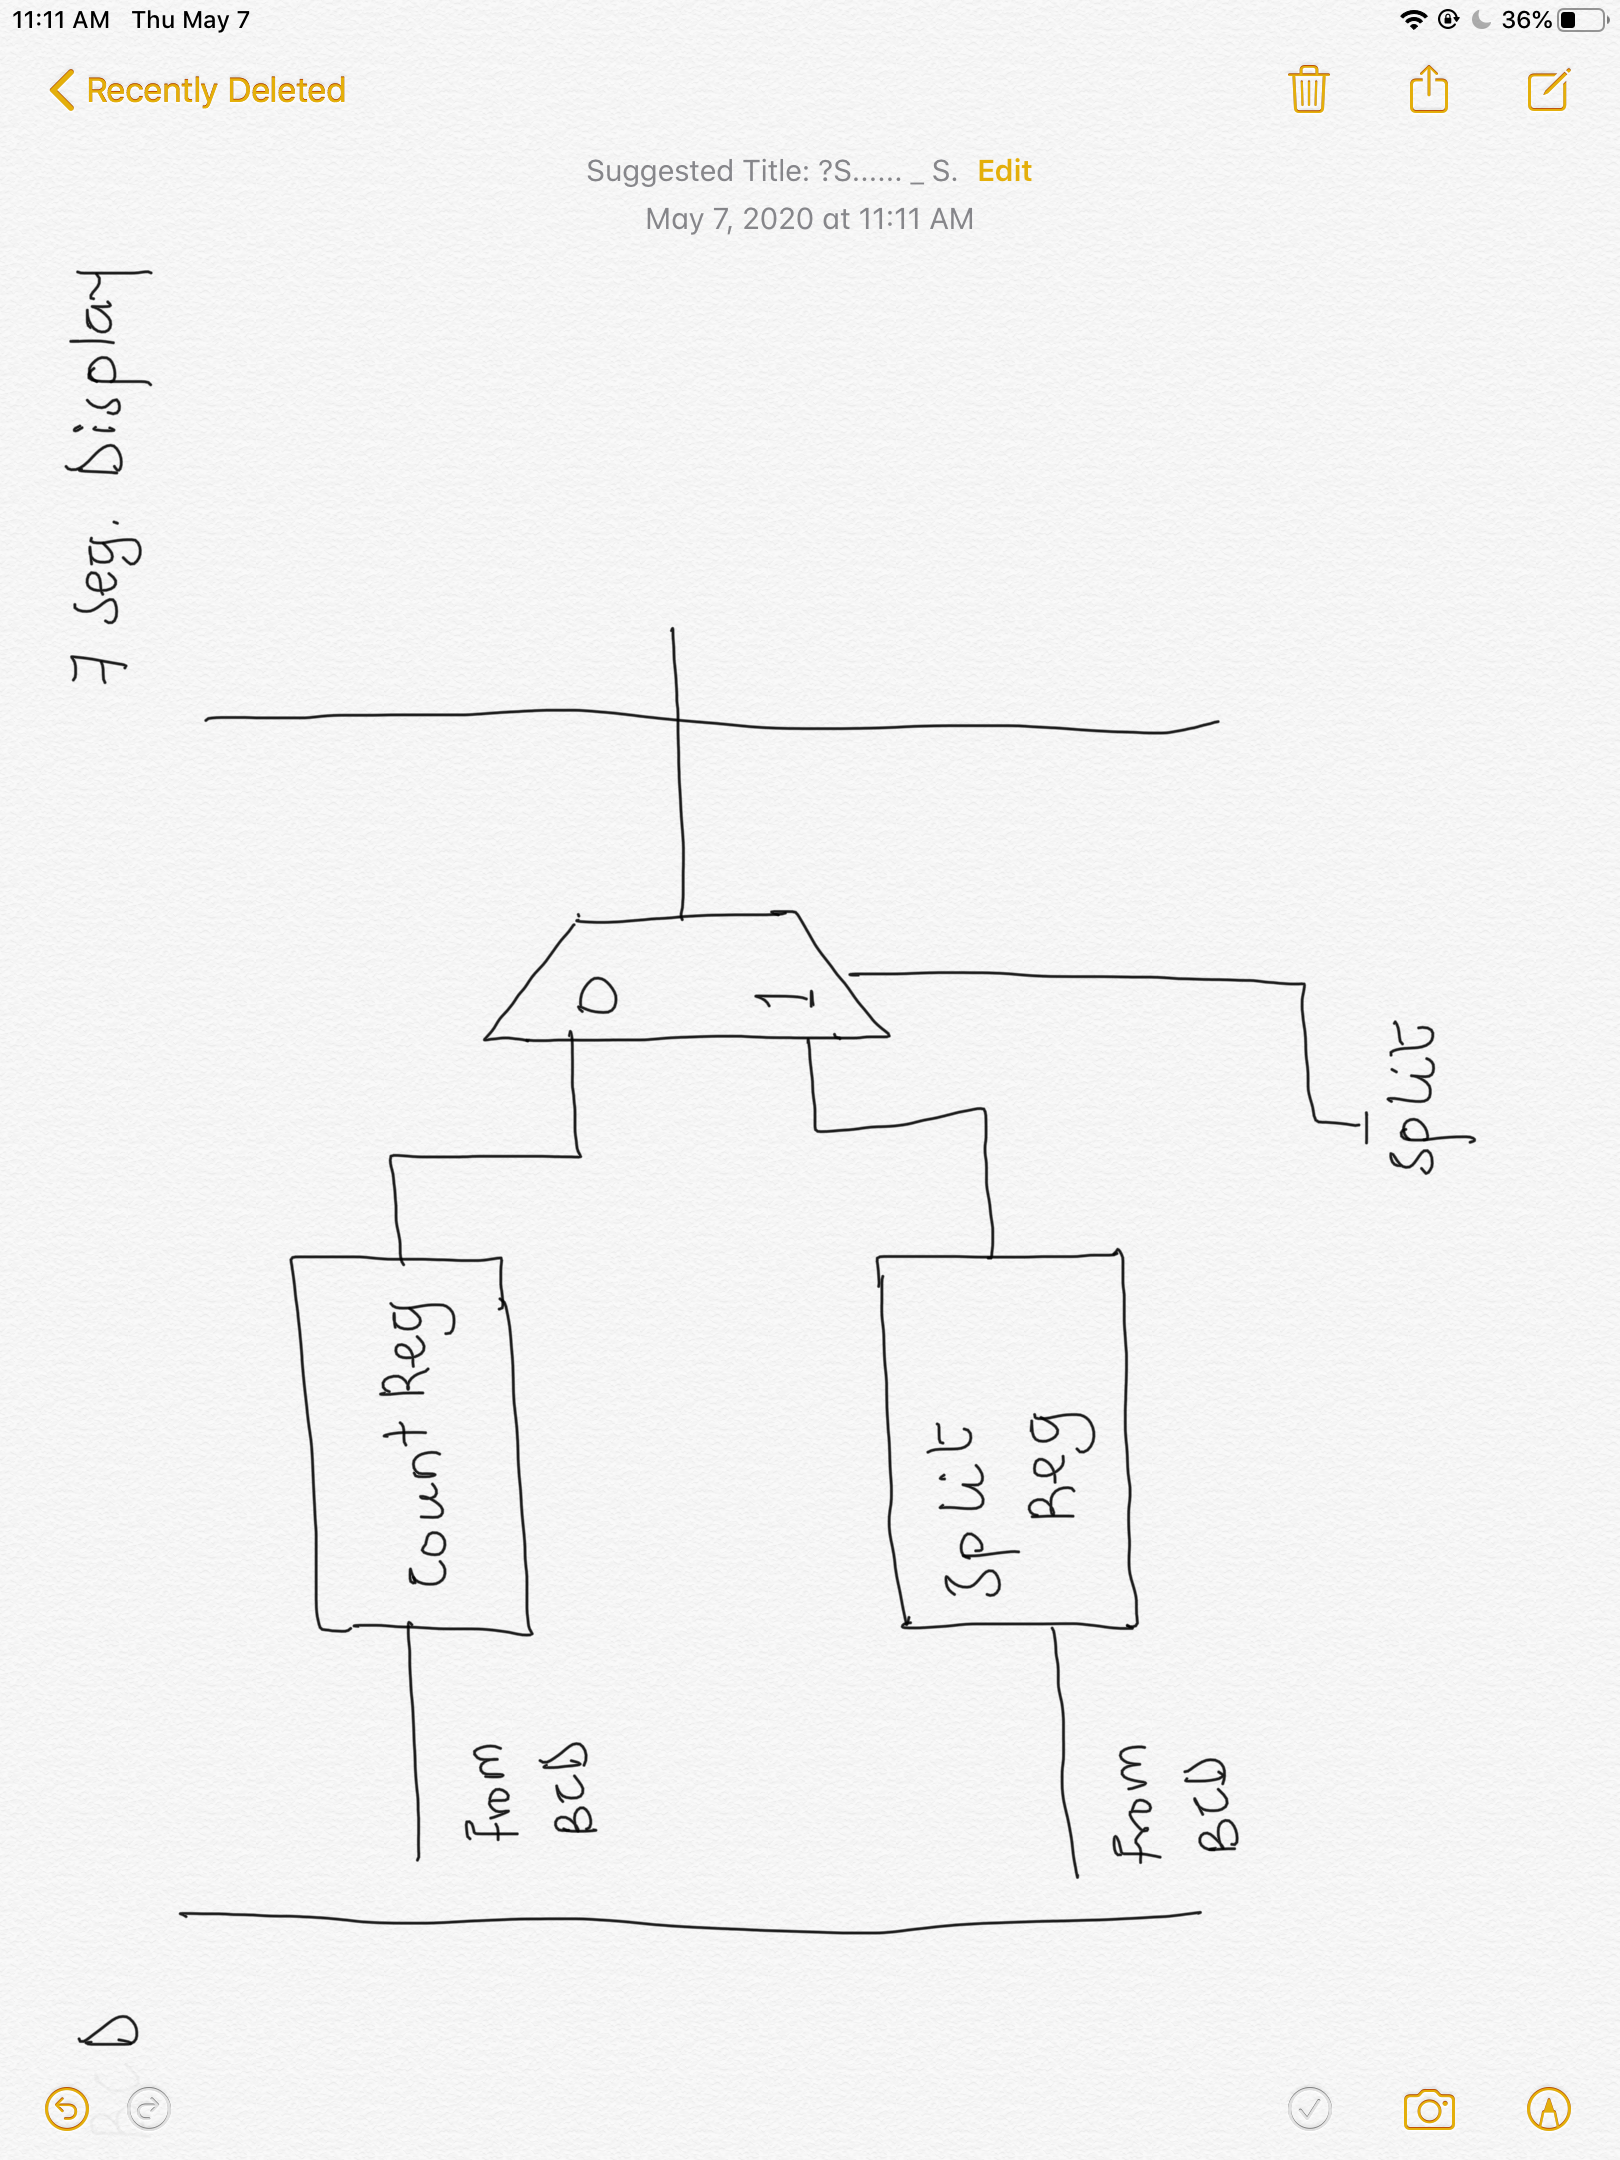 11:11 AM Thu May 7
36%
Recently Deleted
Suggested Title: ?S...... _ S. Edit
May 7, 2020 at 11:11 AM
7 Seg. Display
0
1
Split
Count Reg
Split
Reg
From
BCD
From
BCD
BCD